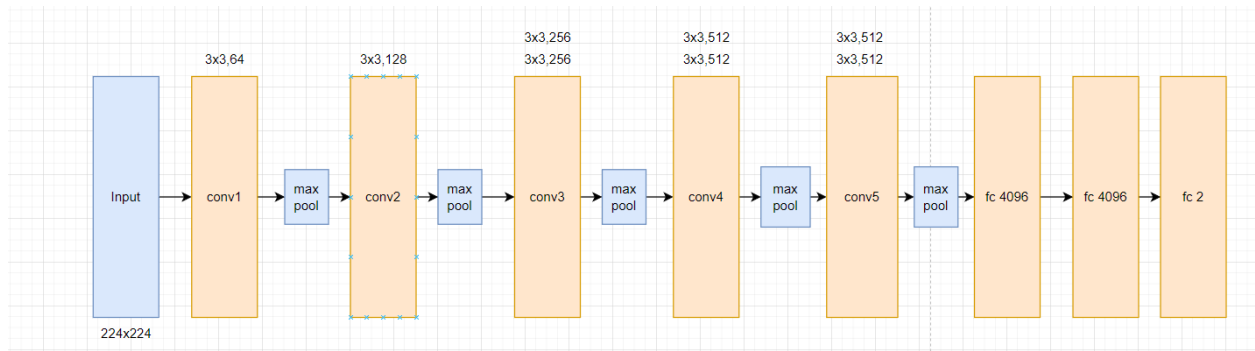 3x3,64
3x3,128
3x3,256
3x3,256
3x3,512
3x3,512
3x3,512
3x3,512
Input
conv1
max
pool
conv2
max
pool
conv3
max
pool
conv4
max
pool
conv5
max
pool
fc 4096
fc 4096
fc 2
224x224